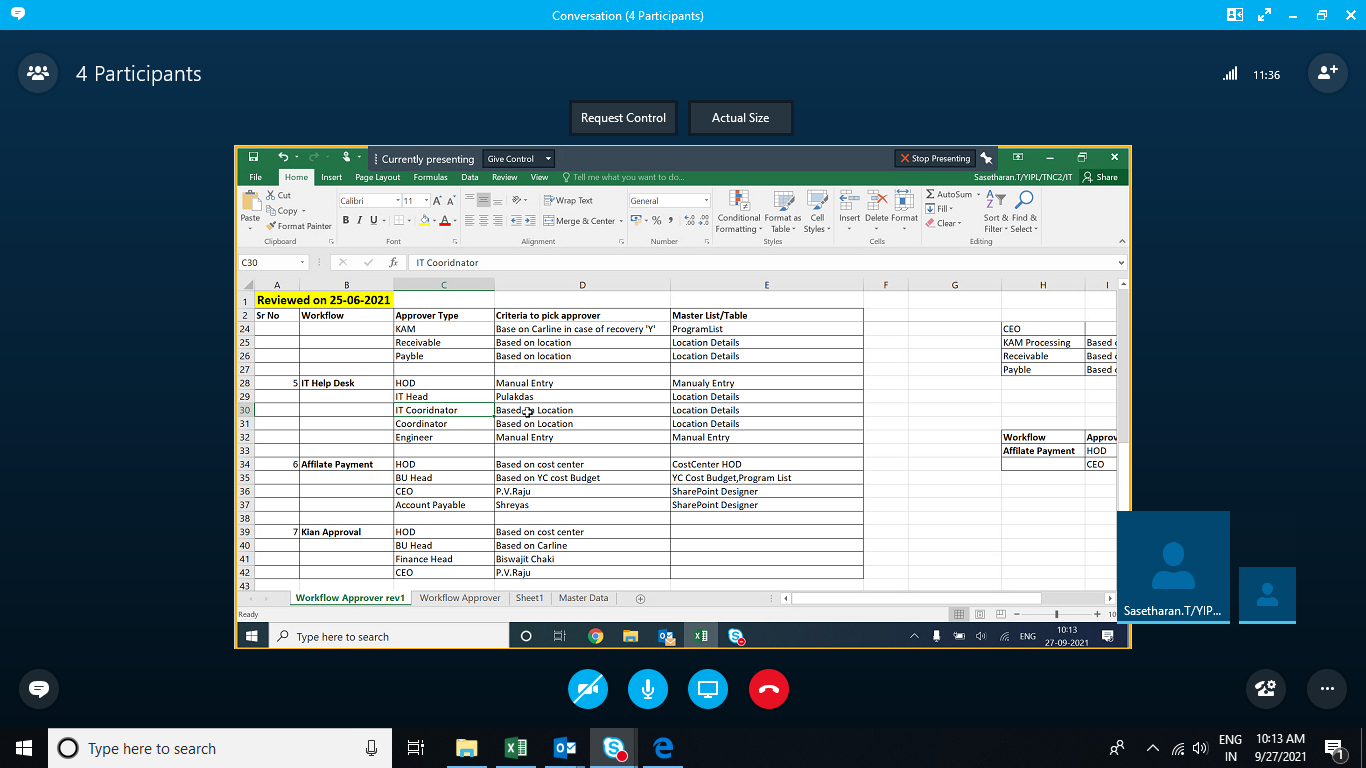 Conversation (4 Participants)
4 Participants
11:36
Request Control
Actual Size
Currently presenting
Give Control
Stop Presenting
File Home Insert Page Layout Formulas Data Review View Tell me what you want to do...
Sasetharan.T/YIPL/TNC2/IT Share
Paste
Cut
Copy
Format Painter
Clipboard
Calibri 11
B I U
Font
Wrap Text
Merge & Center
Alignment
General
Number
Conditional Formatting
Format as Table
Cell Styles
Styles
Insert Delete Format
Cells
AutoSum
Fill
Clear
Sort & Filter
Find & Select
Editing
C30 fx IT Cooridnator
A B C D E F G H I
1 Reviewed on 25-06-2021
2 Sr No Workflow Approver Type Criteria to pick approver Master List/Table
24 KAM Base on Carline in case of recovery 'Y' ProgramList CEO
25 Receivable Based on location Location Details KAM Processing Based
26 Payble Based on location Location Details Receivable Based
27 Payble Based
28 5 IT Help Desk HOD Manual Entry Manualy Entry
29 IT Head Pulakdas Location Details
30 IT Cooridnator Based on Location Location Details
31 Coordinator Based on Location Location Details
32 Engineer Manual Entry Manual Entry Workflow Approv
33 Affilate Payment HOD
34 6 Affilate Payment HOD Based on cost center CostCenter HOD CEO
35 BU Head Based on YC cost Budget YC Cost Budget,Program List
36 CEO P.V.Raju SharePoint Designer
37 Account Payable Shreyas SharePoint Designer
38
39 7 Kian Approval HOD Based on cost center
40 BU Head Based on Carline
41 Finance Head Biswajit Chaki
42 CEO P.V.Raju
43
Workflow Approver rev1 Workflow Approver Sheet1 Master Data
Ready
10
Type here to search
ENG
10:13
27-09-2021
Sasetharan.T/YIP...
Type here to search
ENG
IN
10:13 AM
9/27/2021
1